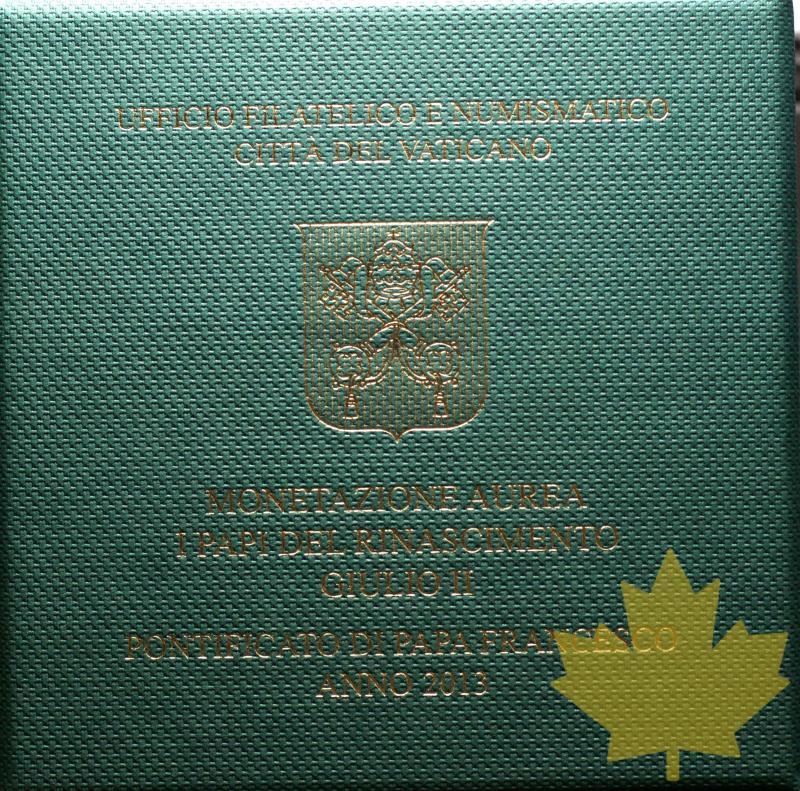 UFFICIO FILATELICO E NUMISMATICO
CITTÀ DEL VATICANO
MONETAZIONE AUREA
I PAPI DEL RINASCIMENTO
GIULIO II
PONTIFICATO DI PAPA FRANCESCO
ANNO 2013